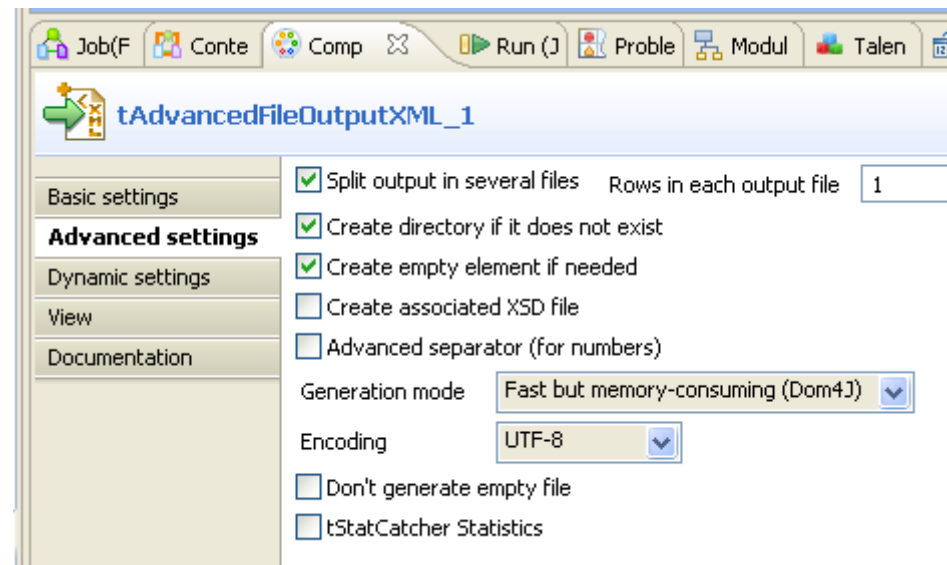 Job(F Conte Comp Run (J Proble Modul Talen
tAdvancedFileOutputXML_1
Basic settings
Advanced settings
Dynamic settings
View
Documentation
Split output in several files Rows in each output file 1
Create directory if it does not exist
Create empty element if needed
Create associated XSD file
Advanced separator (for numbers)
Generation mode Fast but memory-consuming (Dom4J)
Encoding UTF-8
Don't generate empty file
tStatCatcher Statistics